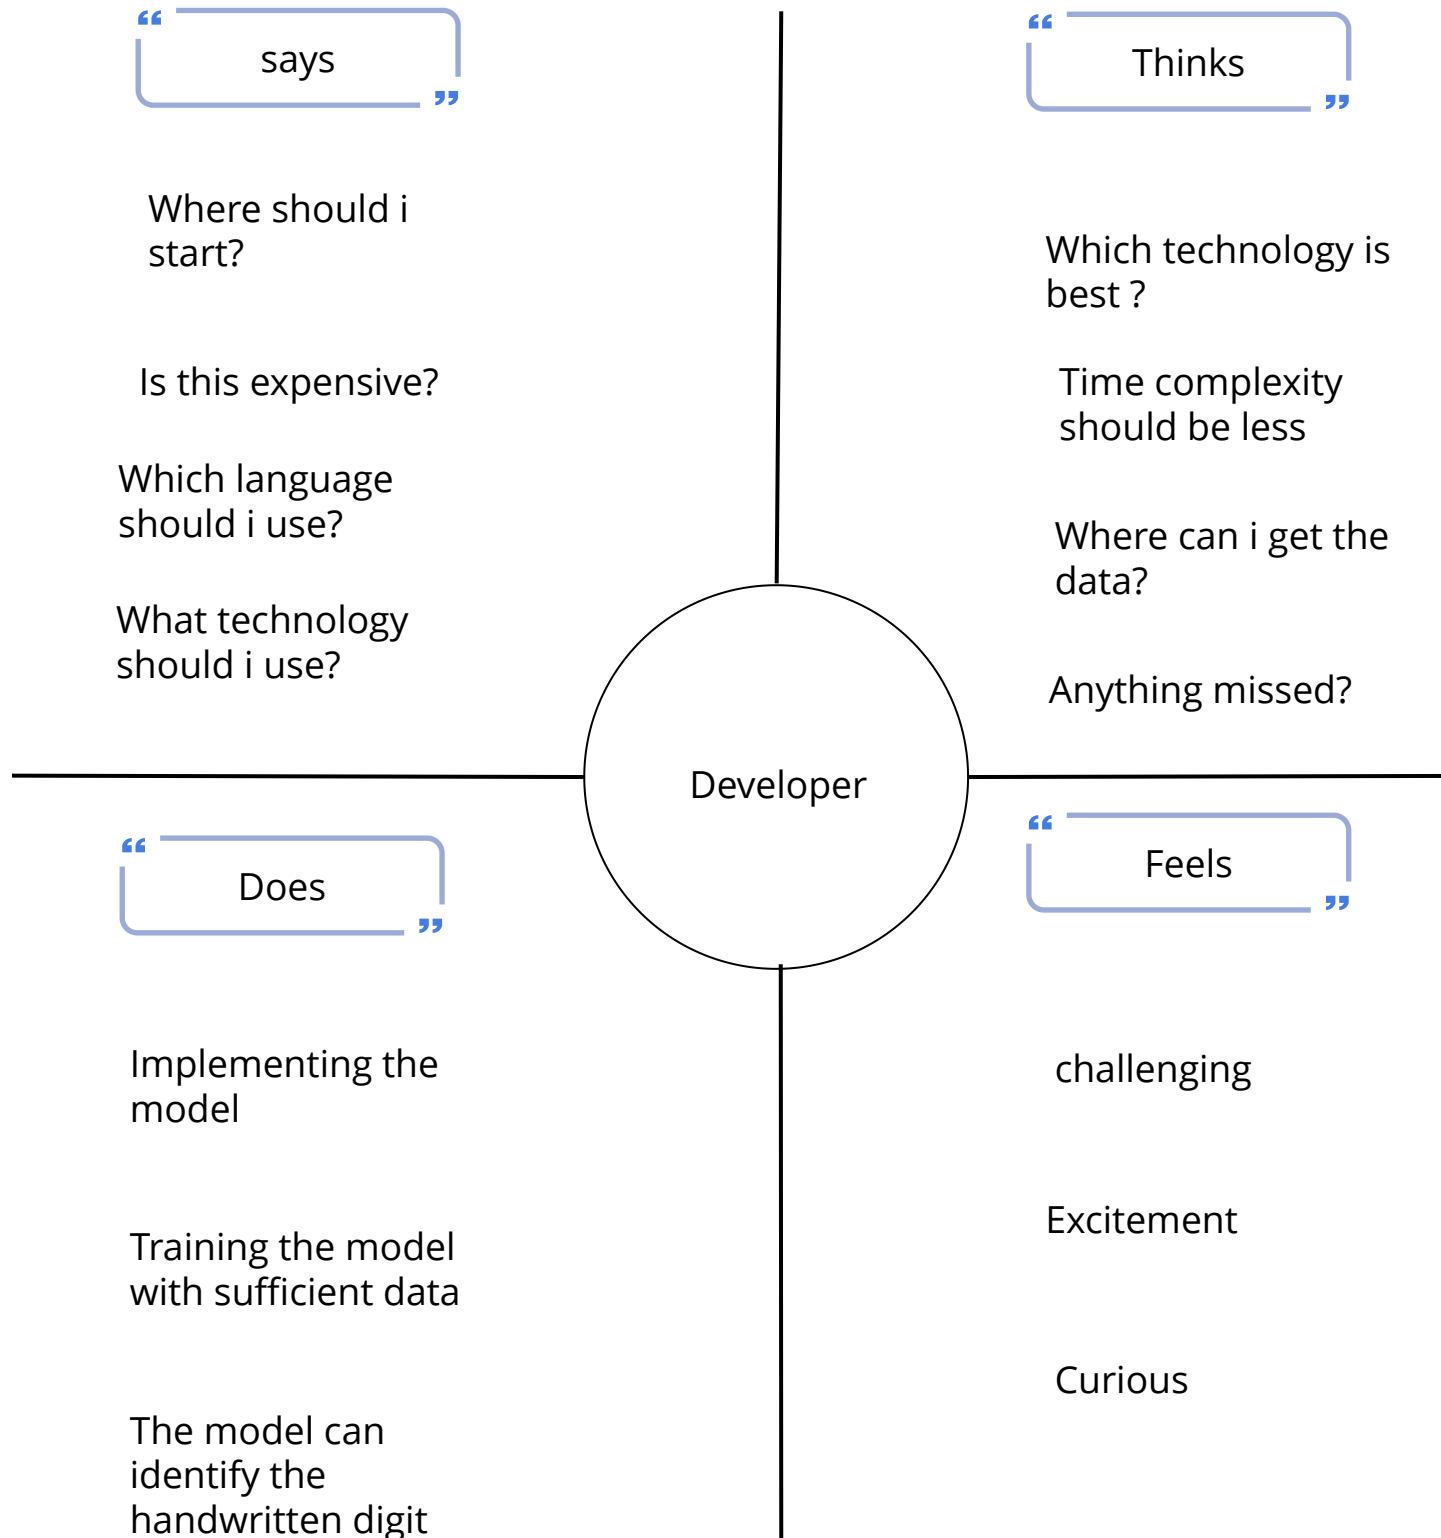 says
Where should i
start?
Is this expensive?
Which language
should i use?
What technology
should i use?
Thinks
Which technology is
best ?
Time complexity
should be less
Where can i get the
data?
Anything missed?
Developer
Does
Implementing the
model
Training the model
with sufficient data
The model can
identify the
handwritten digit
Feels
challenging
Excitement
Curious